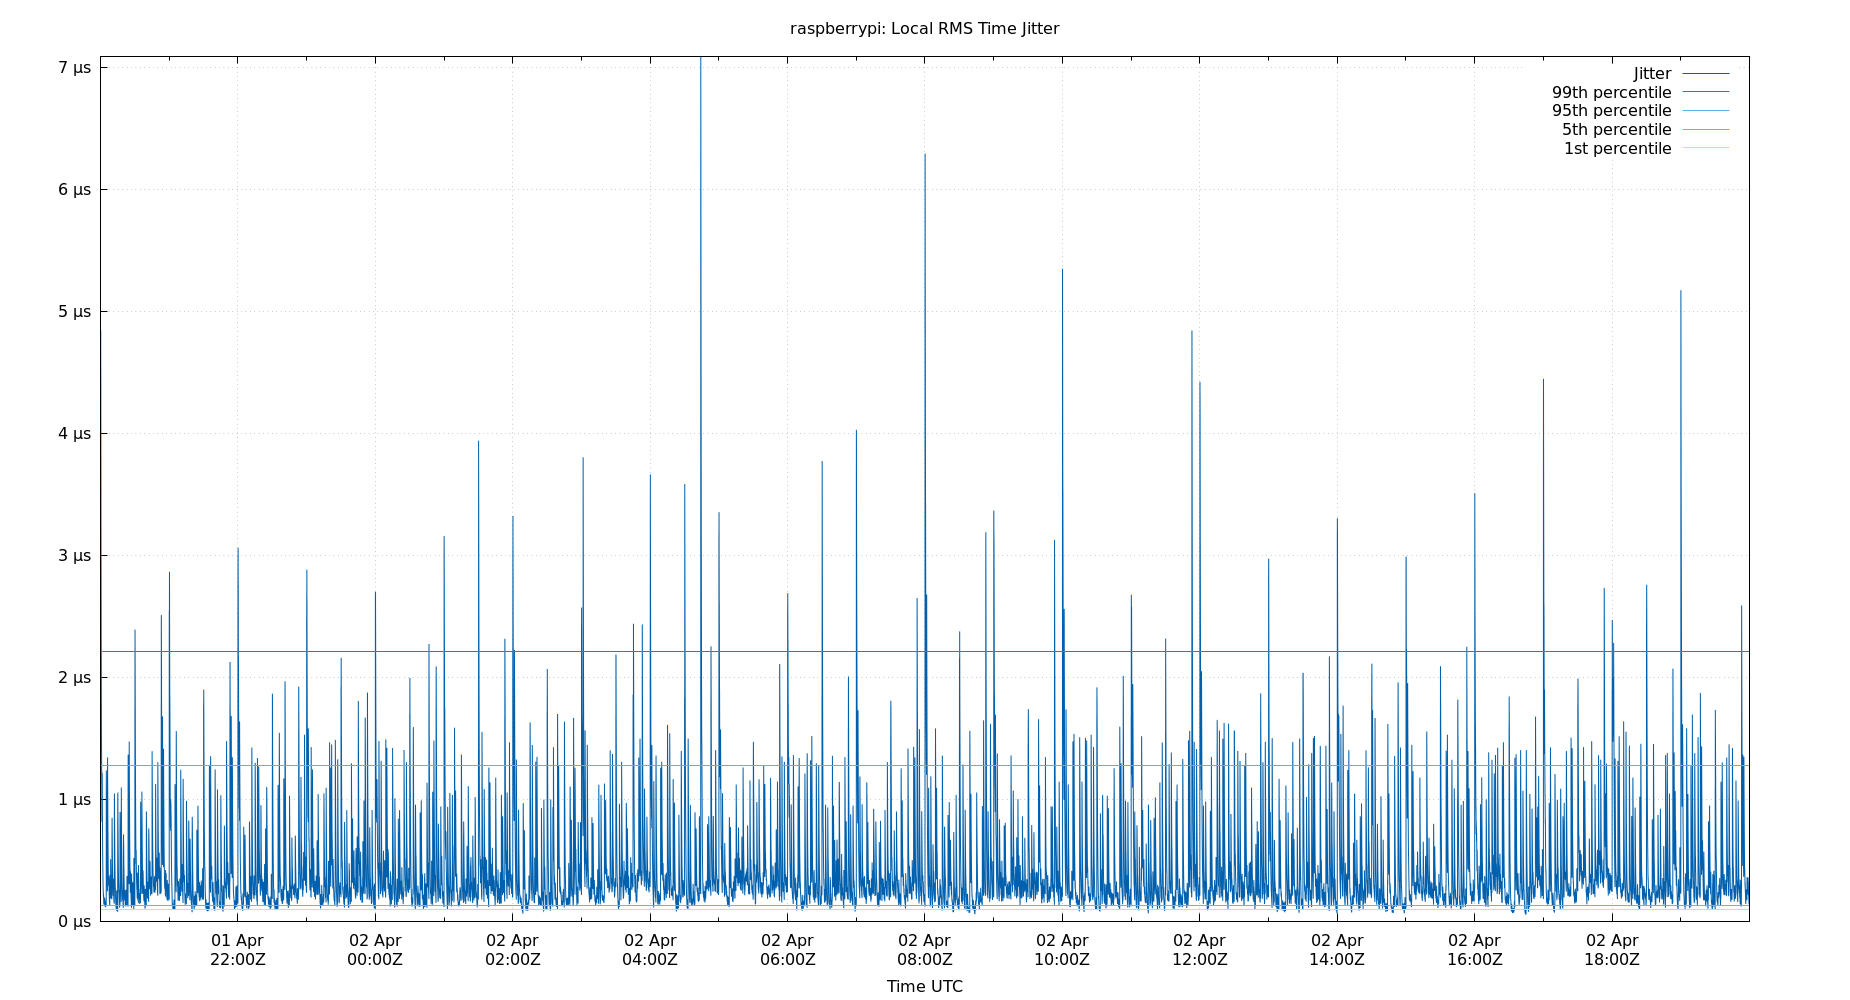 raspberrypi: Local RMS Time Jitter
7 µs
6 µs
5 µs
4 µs
3 µs
2 µs
1 µs
0 µs
Jitter
99th percentile
95th percentile
5th percentile
1st percentile
01 Apr 02 Apr 02 Apr 02 Apr 02 Apr 02 Apr 02 Apr 02 Apr 02 Apr 02 Apr 02 Apr
22:00Z 00:00Z 02:00Z 04:00Z 06:00Z 08:00Z 10:00Z 12:00Z 14:00Z 16:00Z 18:00Z
Time UTC